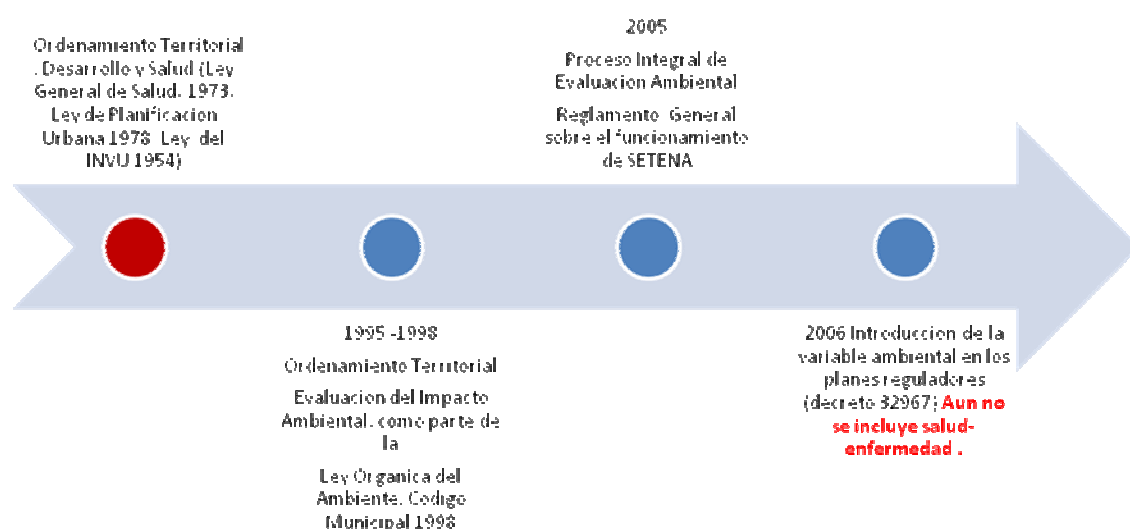 Ordenamiento Territorial
. Desarrollo y Salud (Ley
General de Salud. 1973.
Ley de Planificacion
Urbana 1978 Ley del
INVU 1954)
1995 -1998
Ordenamiento Territorial
Evaluacion del Impacto
Ambiental. como parte de
la
Ley Organica del
Ambiente. Codigo
Municipal 1998
2005
Proceso Integral de
Evaluacion Ambiental
Reglamento General
sobre el funcionamiento
de SETENA
2006 Introduccion de la
variable ambiental en los
planes reguladores
(decreto 32967) Aun no
se incluye salud-
enfermedad .